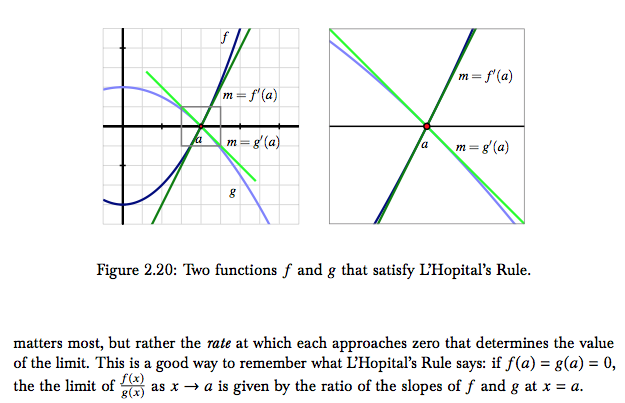 f
m = f′(a)
a
m = g′(a)
g
m = f′(a)
a
m = g′(a)
Figure 2.20: Two functions f and g that satisfy L'Hopital's Rule.
matters most, but rather the rate at which each approaches zero that determines the value
of the limit. This is a good way to remember what L'Hopital's Rule says: if f(a) = g(a) = 0,
the the limit of f(x)/g(x) as x → a is given by the ratio of the slopes of f and g at x = a.